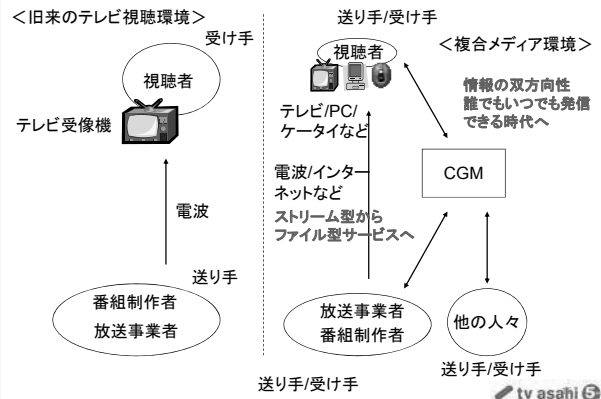 ＜旧来のテレビ視聴環境＞
受け手
視聴者
テレビ受像機
電波
送り手
番組制作者
放送事業者
送り手/受け手
＜複合メディア環境＞
視聴者
情報の双方向性
誰でもいつでも発信
できる時代へ
テレビ/PC/
ケータイなど
CGM
電波/インター
ネットなど
ストリーム型から
ファイル型サービスへ
放送事業者
番組制作者
他の人々
送り手/受け手
送り手/受け手
tv asahi 5